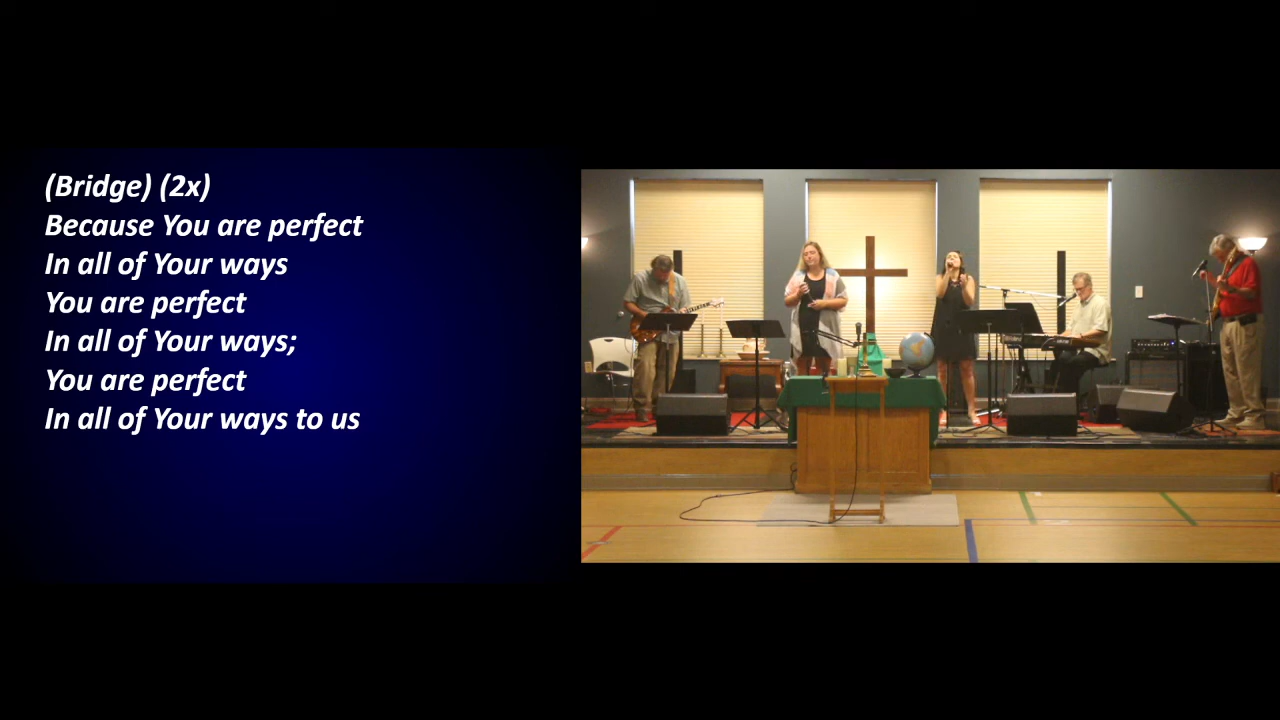 (Bridge) (2x)
Because You are perfect
In all of Your ways
You are perfect
In all of Your ways;
You are perfect
In all of Your ways to us